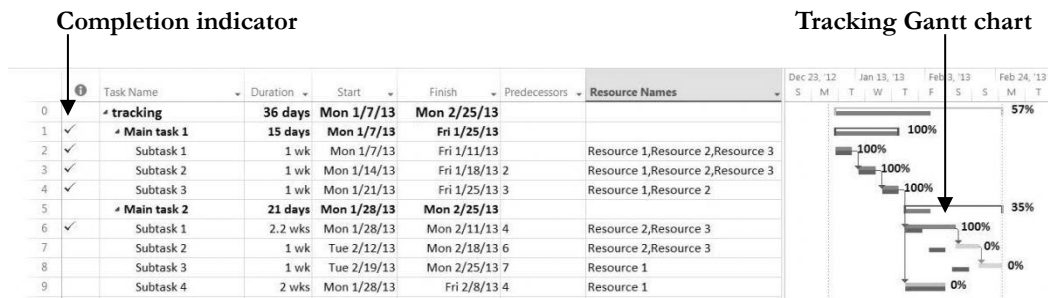 Completion indicator Tracking Gantt chart
Dec 23, '12 Jan 13, '13 Feb 3, '13 Feb 24, '13
Task Name Duration Start Finish Predecessors Resource Names S M T W T F S S M T
0 tracking 36 days Mon 1/7/13 Mon 2/25/13 57%
1 Main task 1 15 days Mon 1/7/13 Fri 1/25/13 100%
2 Subtask 1 1 wk Mon 1/7/13 Fri 1/11/13 Resource 1,Resource 2,Resource 3 100%
3 Subtask 2 1 wk Mon 1/14/13 Fri 1/18/13 2 Resource 1,Resource 2,Resource 3 100%
4 Subtask 3 1 wk Mon 1/21/13 Fri 1/25/13 3 Resource 1,Resource 2 100%
5 Main task 2 21 days Mon 1/28/13 Mon 2/25/13 35%
6 Subtask 1 2.2 wks Mon 1/28/13 Mon 2/11/13 4 Resource 2,Resource 3 100%
7 Subtask 2 1 wk Tue 2/12/13 Mon 2/18/13 6 Resource 2,Resource 3 0%
8 Subtask 3 1 wk Tue 2/19/13 Mon 2/25/13 7 Resource 1 0%
9 Subtask 4 2 wks Mon 1/28/13 Fri 2/8/13 4 Resource 1 0%